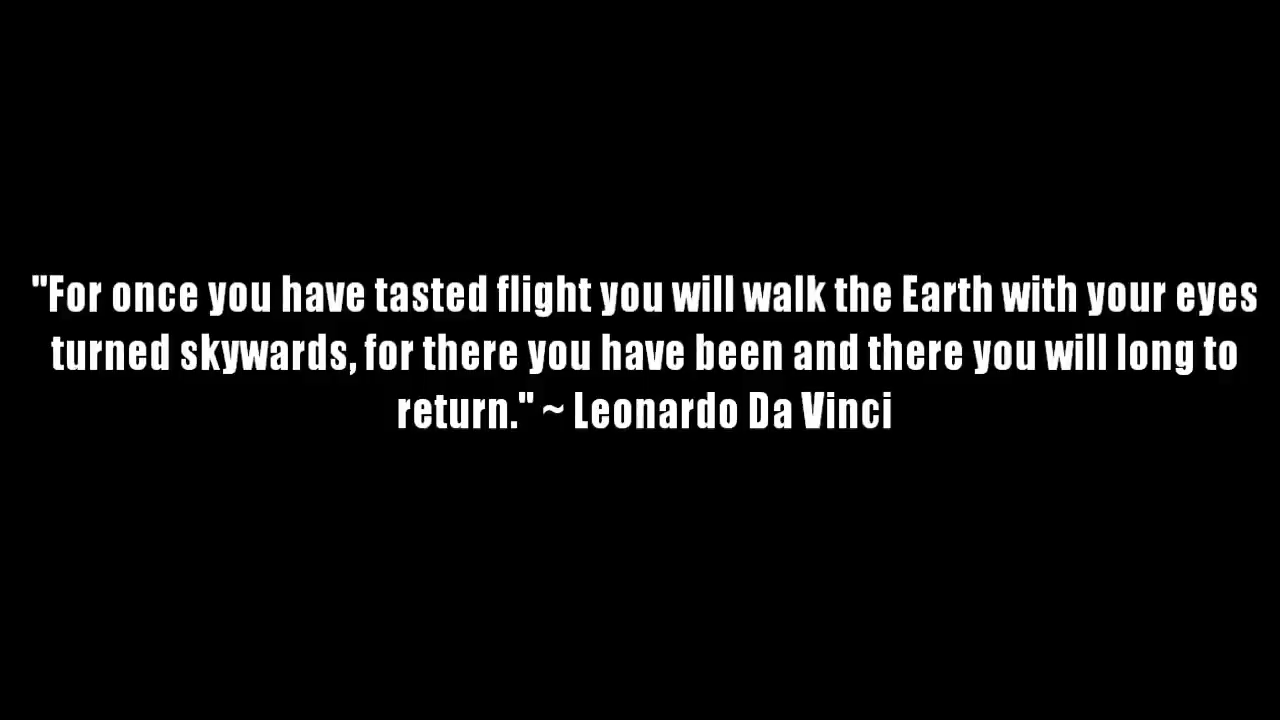 "For once you have tasted flight you will walk the Earth with your eyes
turned skywards, for there you have been and there you will long to
return." ~ Leonardo Da Vinci